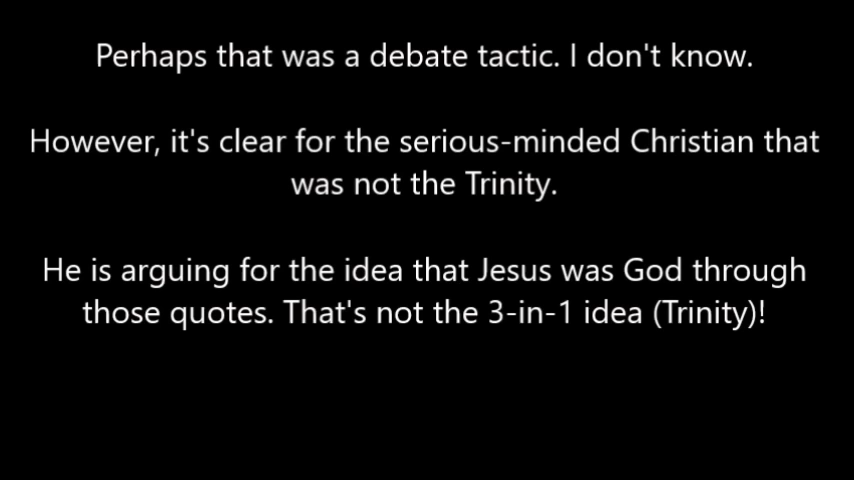 Perhaps that was a debate tactic. I don't know.
However, it's clear for the serious-minded Christian that
was not the Trinity.
He is arguing for the idea that Jesus was God through
those quotes. That's not the 3-in-1 idea (Trinity)!